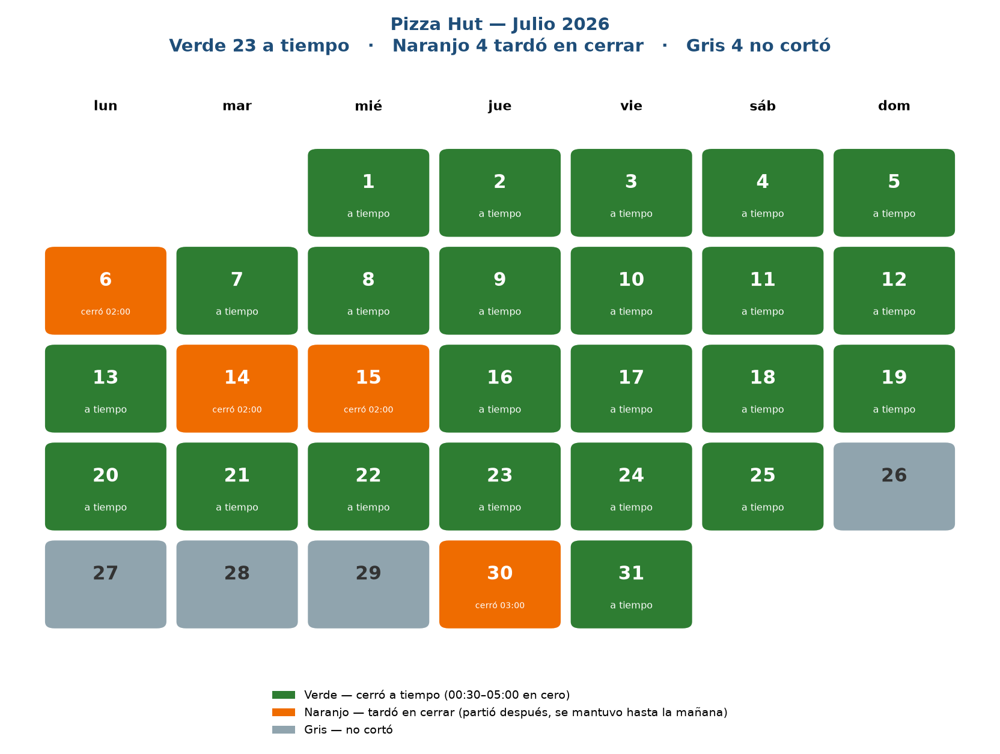 Pizza Hut — Julio 2026
Verde 23 a tiempo · Naranjo 4 tardó en cerrar · Gris 4 no cortó
lun mar mié jue vie sáb dom
1 2 3 4 5
a tiempo a tiempo a tiempo a tiempo a tiempo
6 7 8 9 10 11 12
cerró 02:00 a tiempo a tiempo a tiempo a tiempo a tiempo a tiempo
13 14 15 16 17 18 19
a tiempo cerró 02:00 cerró 02:00 a tiempo a tiempo a tiempo a tiempo
20 21 22 23 24 25 26
a tiempo a tiempo a tiempo a tiempo a tiempo a tiempo
27 28 29 30 31
cerró 03:00 a tiempo
Verde — cerró a tiempo (00:30–05:00 en cero)
Naranjo — tardó en cerrar (partió después, se mantuvo hasta la mañana)
Gris — no cortó